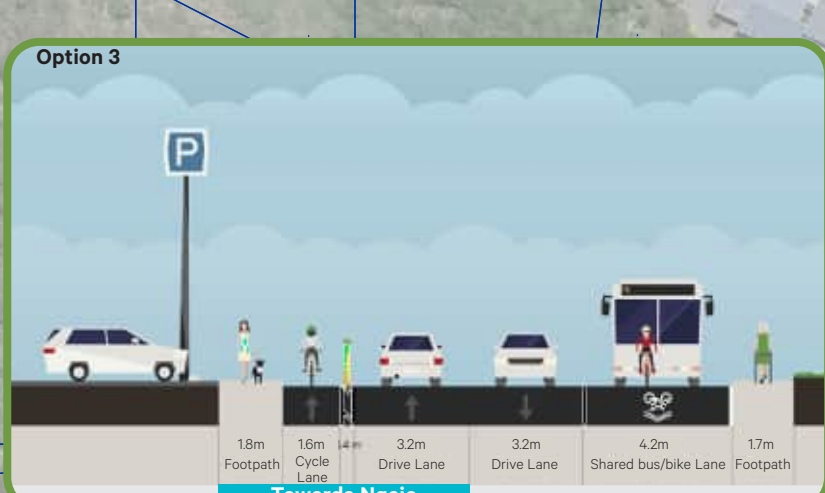 Option 3
P
1.8m
Footpath
1.6m
Cycle
Lane
3.2m
Drive Lane
3.2m
Drive Lane
4.2m
Shared bus/bike Lane
1.7m
Footpath